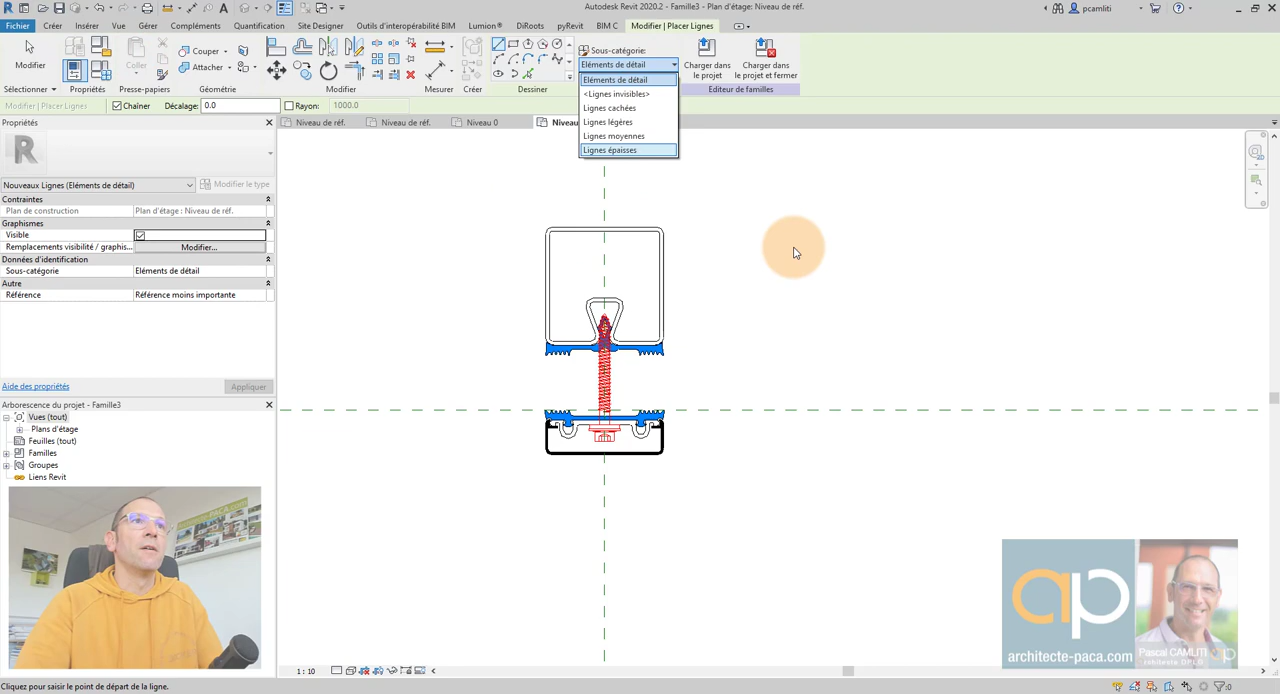 Autodesk Revit 2020.2 - Famille3 - Plan d'étage: Niveau de réf.
pcamliti
Fichier Créer Insérer Vue Gérer Compléments Quantification Site Designer Outils d'interopérabilité BIM Lumion® DiRoots pyRevit BIM C Modifier | Placer Lignes
Modifier
Coller
Couper
Attacher
Sous-catégorie:
Eléments de détail
Charger dans
le projet
Charger dans
le projet et fermer
Sélectionner Propriétés Presse-papiers Géométrie Modifier Mesurer Créer Dessiner Editeur de familles
Eléments de détail
<Lignes invisibles>
Lignes cachées
Lignes légères
Lignes moyennes
Lignes épaisses
Modifier | Placer Lignes Chaîner Décalage: 0.0 Rayon: 1000.0
Propriétés
Niveau de réf. Niveau de réf. Niveau 0 Niveau
Nouveaux Lignes (Eléments de détail) Modifier le type
Contraintes
Plan de construction Plan d'étage : Niveau de réf.
Graphismes
Visible
Remplacements visibilité / graphis... Modifier...
Données d'identification
Sous-catégorie Eléments de détail
Autre
Référence Référence moins importante
Aide des propriétés Appliquer
Arborescence du projet - Famille3
Vues (tout)
Plans d'étage
Feuilles (tout)
Familles
Groupes
Liens Revit
ap
architecte-paca.com
Pascal CAMLITI
Architecte DPLG
1 : 10
Cliquez pour saisir le point de départ de la ligne.
:0